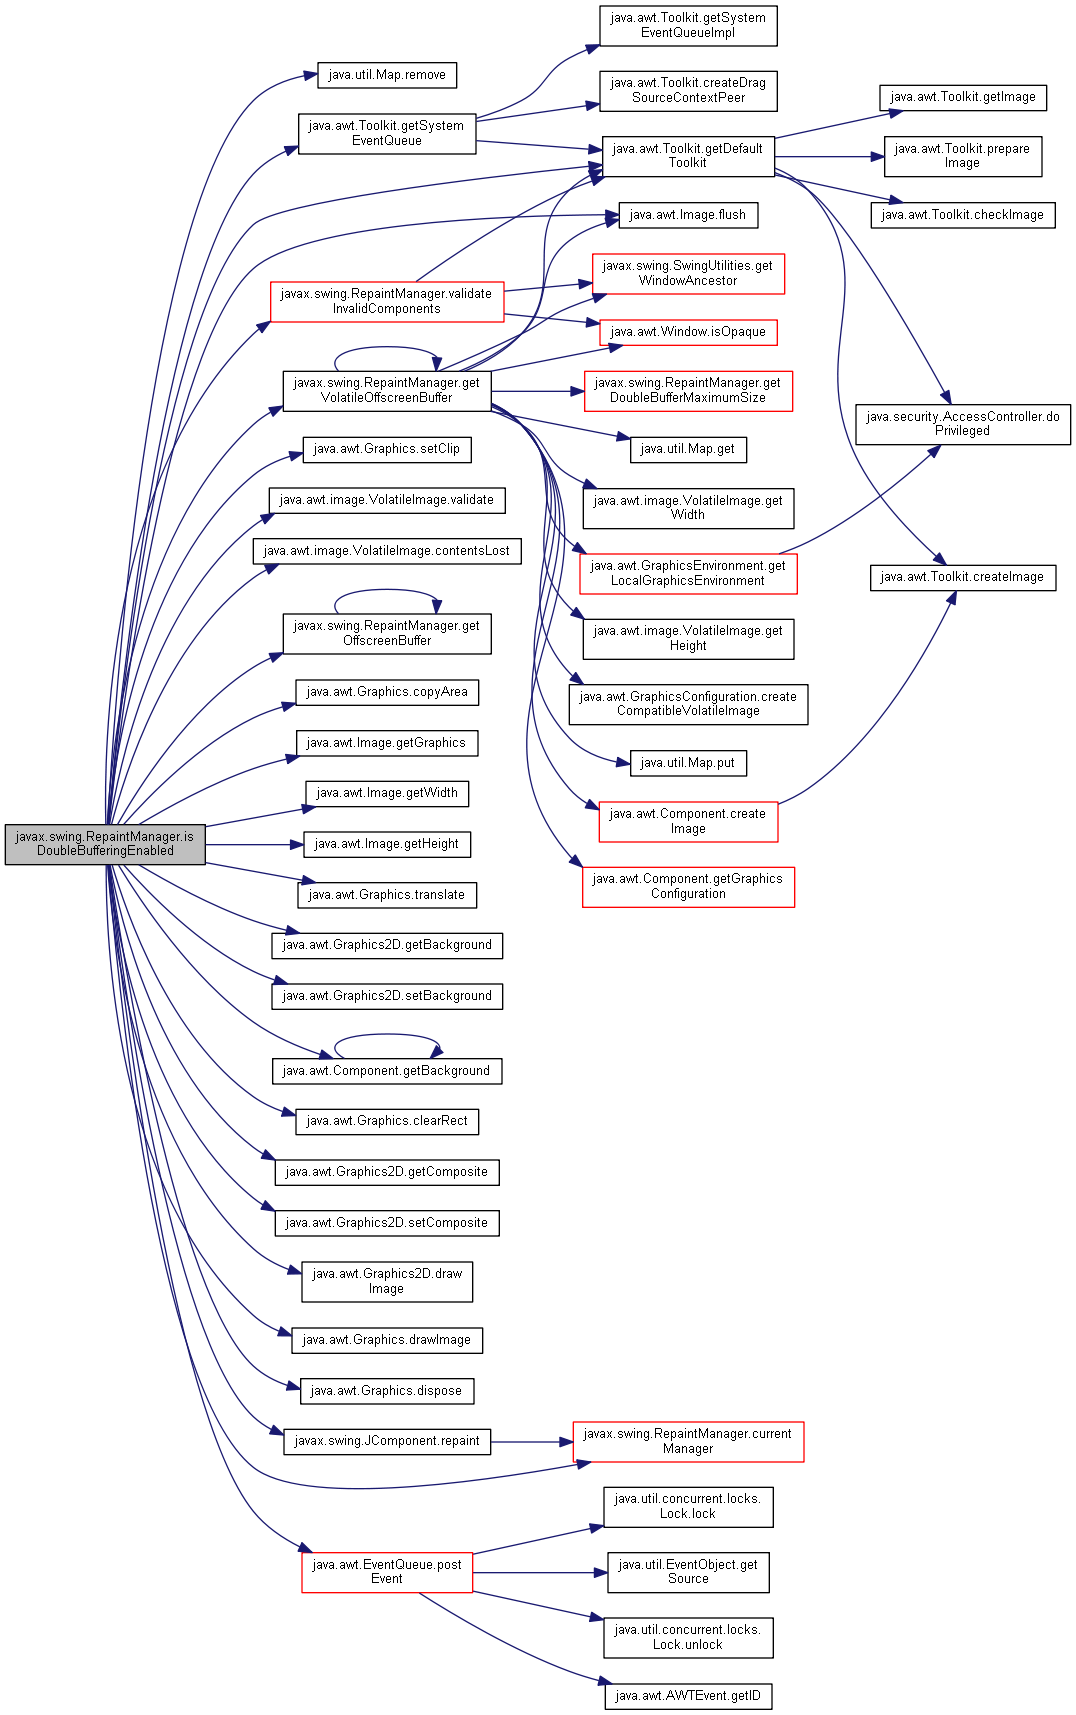 java.awt.Toolkit.getSystem
EventQueueImpl
java.util.Map.remove
java.awt.Toolkit.createDrag
SourceContextPeer
java.awt.Toolkit.getImage
java.awt.Toolkit.getSystem
EventQueue
java.awt.Toolkit.getDefault
Toolkit
java.awt.Toolkit.prepare
Image
java.awt.Image.flush
java.awt.Toolkit.checkImage
javax.swing.RepaintManager.validate
InvalidComponents
javax.swing.SwingUtilities.get
WindowAncestor
java.awt.Window.isOpaque
javax.swing.RepaintManager.get
VolatileOffscreenBuffer
javax.swing.RepaintManager.get
DoubleBufferMaximumSize
java.security.AccessController.do
Privileged
java.awt.Graphics.setClip
java.util.Map.get
java.awt.image.VolatileImage.validate
java.awt.image.VolatileImage.get
Width
java.awt.image.VolatileImage.contentsLost
java.awt.GraphicsEnvironment.get
LocalGraphicsEnvironment
java.awt.Toolkit.createImage
javax.swing.RepaintManager.get
OffscreenBuffer
java.awt.image.VolatileImage.get
Height
java.awt.Graphics.copyArea
java.awt.GraphicsConfiguration.create
CompatibleVolatileImage
java.awt.Image.getGraphics
java.util.Map.put
java.awt.Image.getWidth
java.awt.Component.create
Image
javax.swing.RepaintManager.is
DoubleBufferingEnabled
java.awt.Image.getHeight
java.awt.Graphics.translate
java.awt.Component.getGraphics
Configuration
java.awt.Graphics2D.getBackground
java.awt.Graphics2D.setBackground
java.awt.Component.getBackground
java.awt.Graphics.clearRect
java.awt.Graphics2D.getComposite
java.awt.Graphics2D.setComposite
java.awt.Graphics2D.draw
Image
java.awt.Graphics.drawImage
java.awt.Graphics.dispose
javax.swing.JComponent.repaint
javax.swing.RepaintManager.current
Manager
java.util.concurrent.locks.
Lock.lock
java.awt.EventQueue.post
Event
java.util.EventObject.get
Source
java.util.concurrent.locks.
Lock.unlock
java.awt.AWTEvent.getID